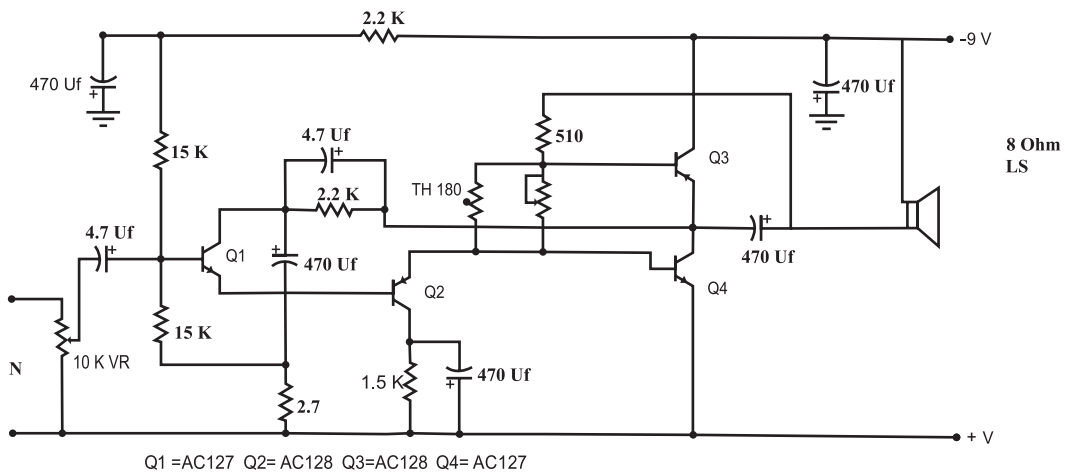 2.2 K
-9 V
470 Uf
+
470 Uf
+
4.7 Uf
+
510
8 Ohm
LS
15 K
Q3
TH 180
2.2 K
4.7 Uf
+
Q1
+
470 Uf
+
470 Uf
Q2
Q4
15 K
10 K VR
N
1.5 K
470 Uf
+
2.7
+ V
Q1 =AC127 Q2= AC128 Q3=AC128 Q4= AC127